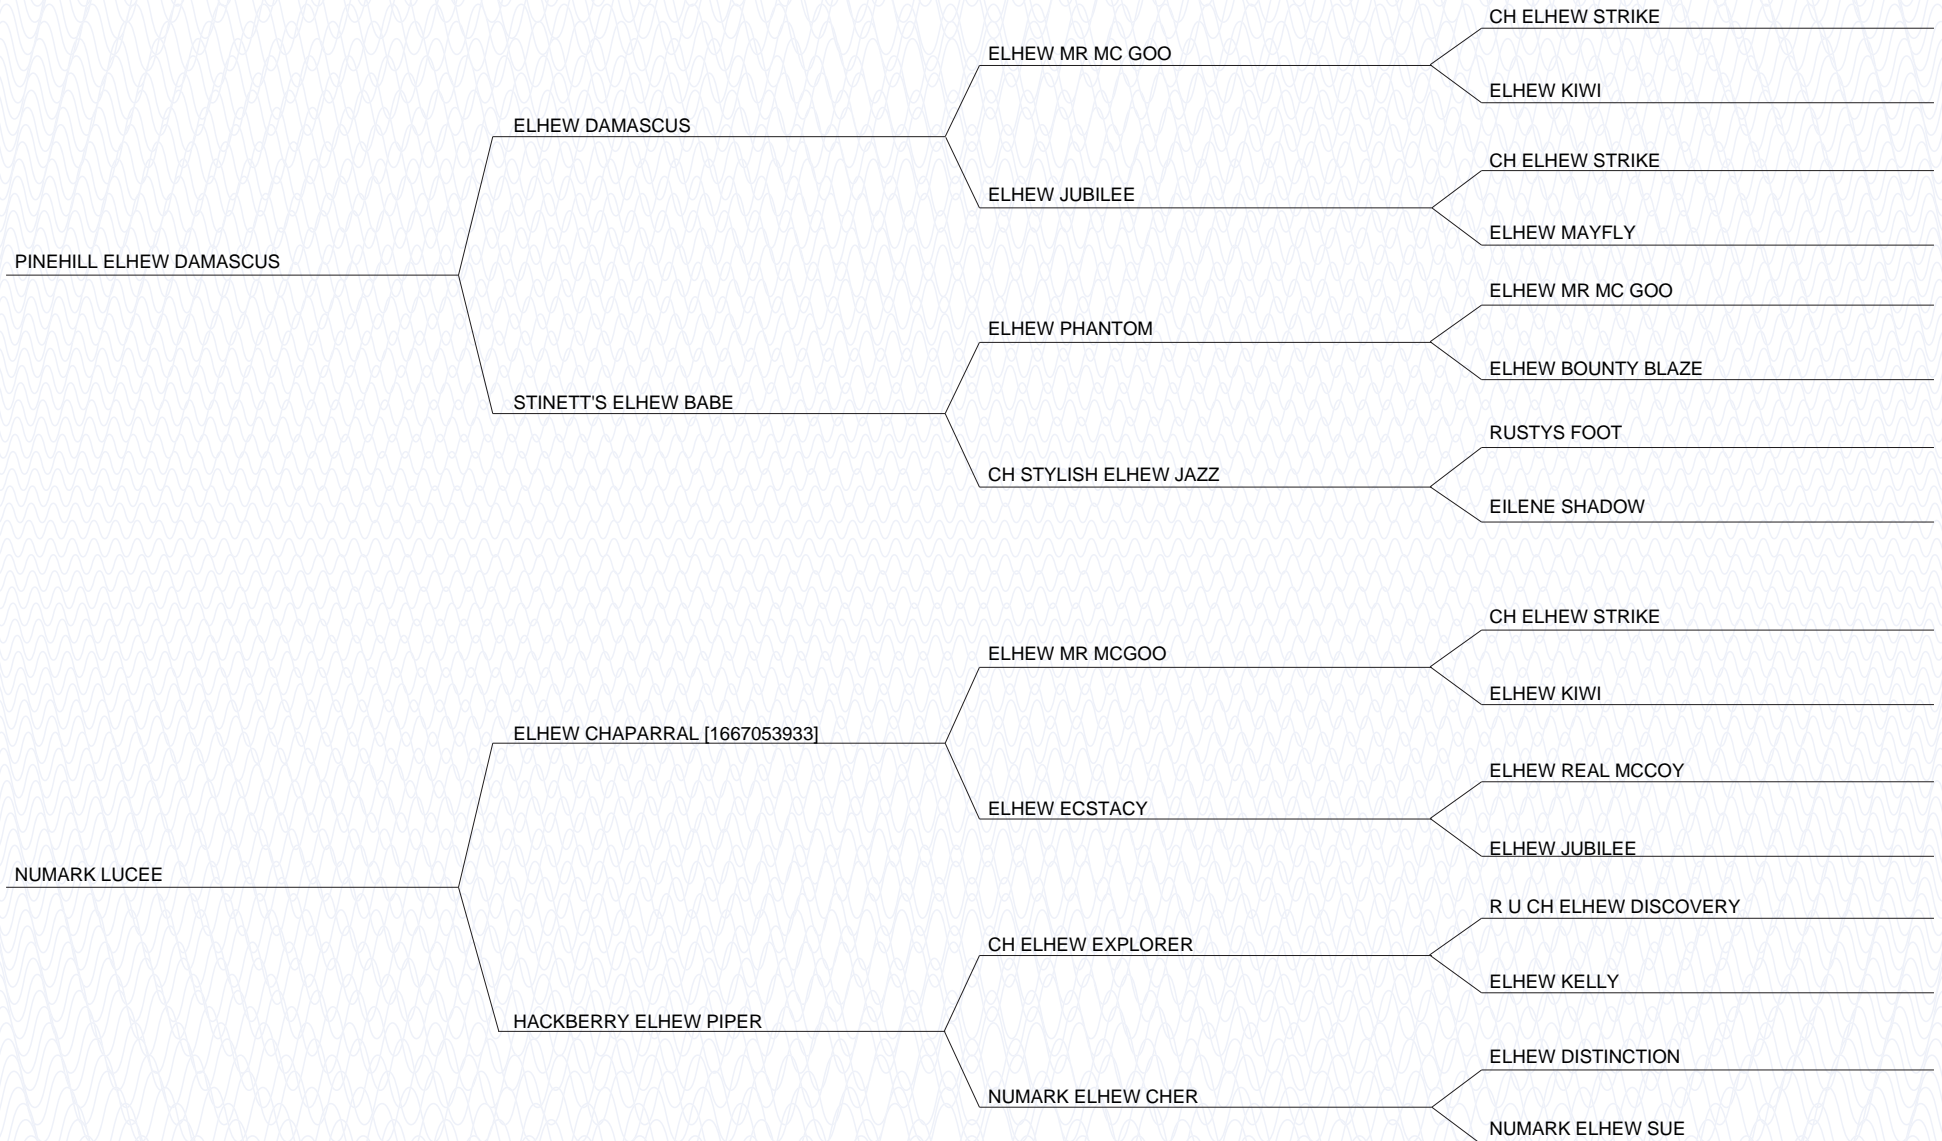 CH ELHEW STRIKE
ELHEW MR MC GOO
ELHEW KIWI
ELHEW DAMASCUS
CH ELHEW STRIKE
ELHEW JUBILEE
ELHEW MAYFLY
PINEHILL ELHEW DAMASCUS
ELHEW MR MC GOO
ELHEW PHANTOM
ELHEW BOUNTY BLAZE
STINETT'S ELHEW BABE
RUSTYS FOOT
CH STYLISH ELHEW JAZZ
EILENE SHADOW
CH ELHEW STRIKE
ELHEW MR MCGOO
ELHEW KIWI
ELHEW CHAPARRAL [1667053933]
ELHEW REAL MCCOY
ELHEW ECSTACY
ELHEW JUBILEE
NUMARK LUCEE
R U CH ELHEW DISCOVERY
CH ELHEW EXPLORER
ELHEW KELLY
HACKBERRY ELHEW PIPER
ELHEW DISTINCTION
NUMARK ELHEW CHER
NUMARK ELHEW SUE